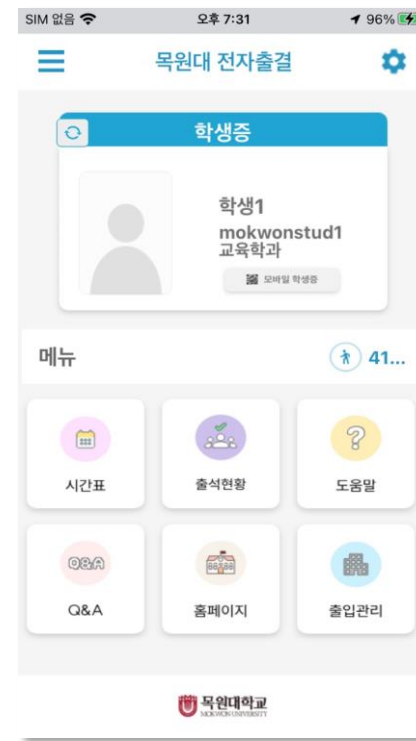 SIM 없음 오후 7:31 96%
목원대 전자출결
학생증
학생1
mokwonstud1
교육학과
모바일 학생증
메뉴 41...
시간표 출석현황 도움말
Q&A
Q&A 홈페이지 출입관리
목원대학교
MOKWON UNIVERSITY